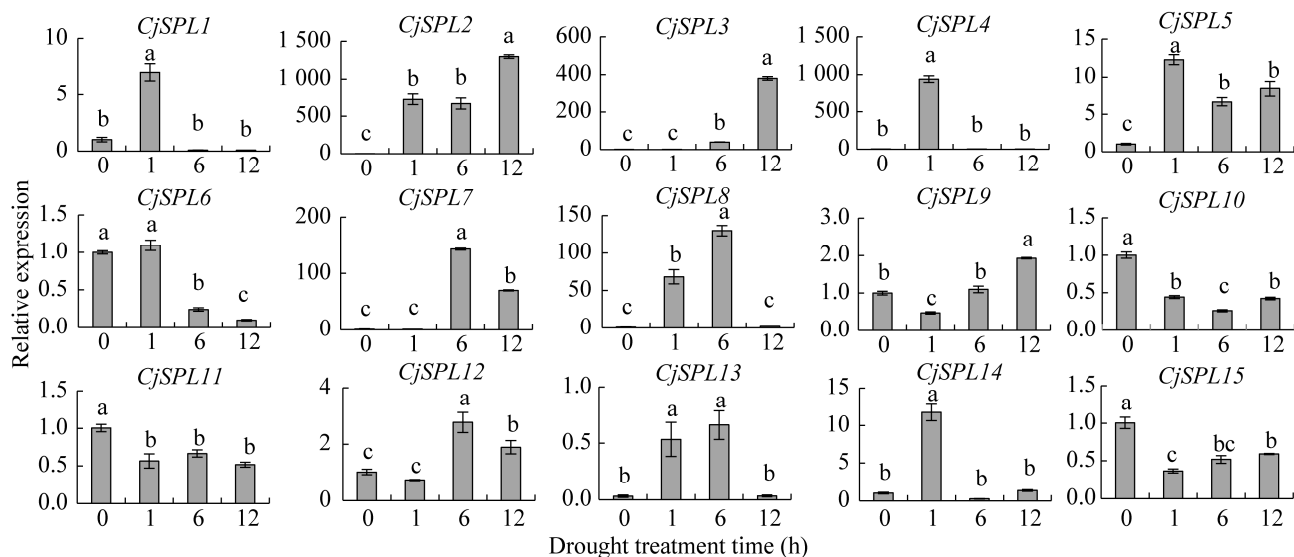 CjSPL1 CjSPL2 CjSPL3 CjSPL4 CjSPL5
10 5 0 b a b b 0 1 6 12
1 500 1 000 500 0 c b b a 0 1 6 12
600 400 200 0 c c b a 0 1 6 12
1 500 1 000 500 0 b a b b 0 1 6 12
15 10 5 0 c a b b 0 1 6 12
Relative expression
CjSPL6 CjSPL7 CjSPL8 CjSPL9 CjSPL10
1.5 1.0 0.5 0.0 a a b c 0 1 6 12
200 100 0 c c a b 0 1 6 12
150 100 50 0 c b a c 0 1 6 12
3.0 2.0 1.0 0.0 b c b a 0 1 6 12
1.5 1.0 0.5 0.0 a b c b 0 1 6 12
CjSPL11 CjSPL12 CjSPL13 CjSPL14 CjSPL15
1.5 1.0 0.5 0.0 a b b b 0 1 6 12
4 2 0 c c a b 0 1 6 12
1.0 0.5 0.0 b a a b 0 1 6 12
15 10 5 0 b a b b 0 1 6 12
1.5 1.0 0.5 0.0 a c bc b 0 1 6 12
Drought treatment time (h)